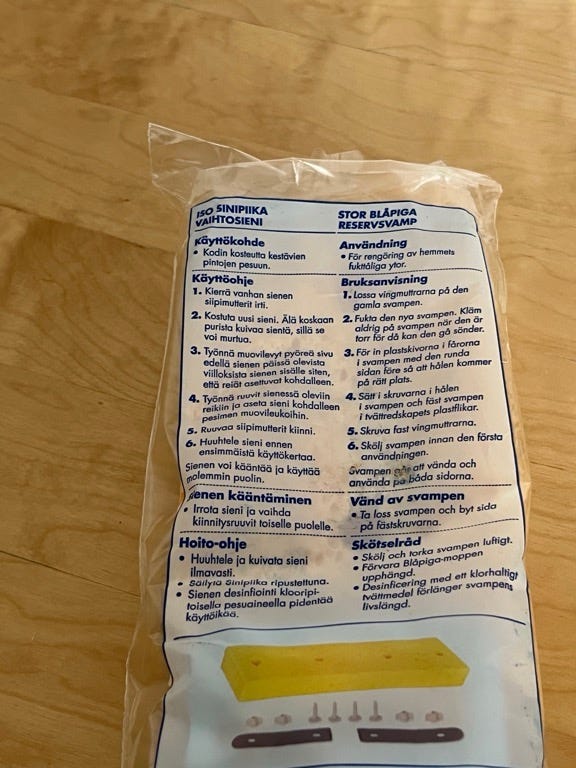 ISO SINIPIIKA
VAIHTOSIENI
Käyttökohde
• Kodin kosteutta kestävien
pintojen pesuun.
Käyttöohje
1. Kierrä vanhan sienen
siipimutterit irti.
2. Kostuta uusi sieni. Älä koskaan
purista kuivaa sientä, sillä se
voi murtua.
3. Työnnä muovilevyt pyöreä sivu
edellä sienen päissä olevista
villoksista sienen sisälle siten,
että reiät asettuvat kohdalleen.
4. Työnnä ruuvit sienessä oleviin
reikiin ja aseta sieni kohdalleen
pesimen muovileukoihin.
5. Ruuvaa siipimutterit kiinni.
6. Huuhtele sieni ennen
ensimmäistä käyttökertaa.
Sienen voi kääntää ja käyttää
molemmin puolin.
Sienen kääntäminen
• Irrota sieni ja vaihda
kiinnitysruuvit toiselle puolelle.
Hoito-ohje
• Huuhtele ja kuivata sieni
ilmavasti.
• Säilytä Sinipiika ripustettuna.
• Sienen desinfiointi klooripi-
toisella pesuaineella pidentää
käyttöikää.
STOR BLÅPIGA
RESERVSVAMP
Användning
• För rengöring av hemmets
fukttåliga ytor.
Bruksanvisning
1. Lossa vingmuttrarna på den
gamla svampen.
2. Fukta den nya svampen. Kläm
aldrig på svampen när den är
torr för då kan den gå sönder.
3. För in plastskivorna i fårorna
i svampen med den runda
sidan före så att hålen kommer
på rätt plats.
4. Sätt i skruvarna i hålen
i svampen och fäst svampen
i tvättredskapets plastflikar.
5. Skruva fast vingmuttrarna.
6. Skölj svampen innan den första
användningen.
Svampen går att vända och
använda på båda sidorna.
Vänd av svampen
• Ta loss svampen och byt sida
på fästskruvarna.
Skötselråd
• Skölj och torka svampen luftigt.
• Förvara Blåpiga-moppen
upphängd.
• Desinficering med ett klorhaltigt
tvättmedel förlänger svampens
livslängd.